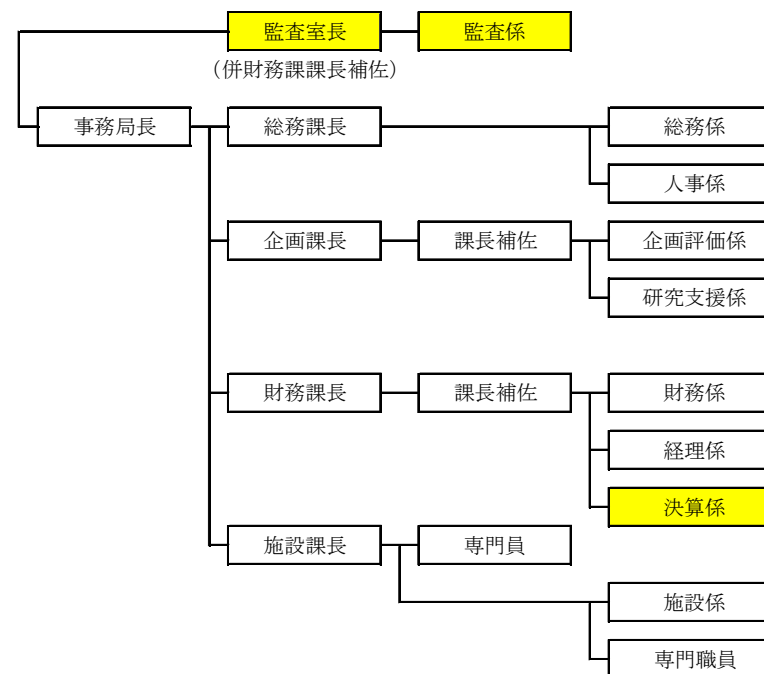 監査室長
監査係
（併財務課課長補佐）
事務局長
総務課長
総務係
人事係
企画課長
課長補佐
企画評価係
研究支援係
財務課長
課長補佐
財務係
経理係
決算係
施設課長
専門員
施設係
専門職員